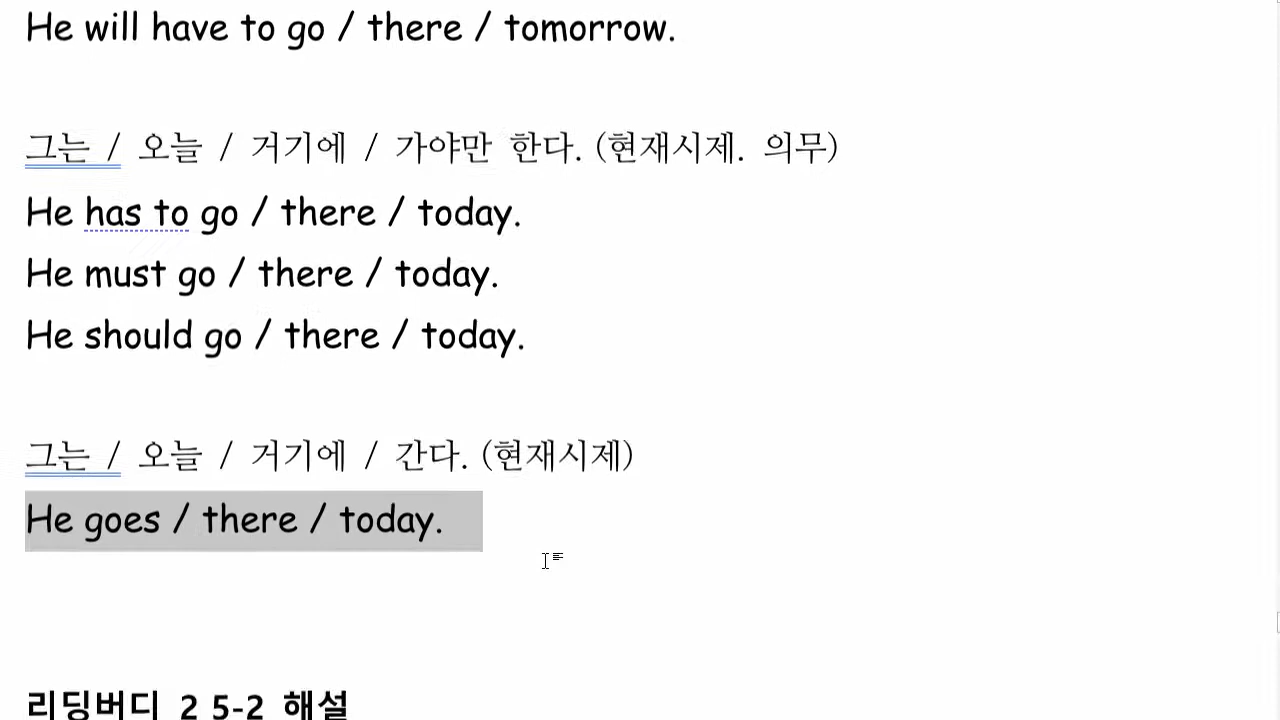 He will have to go / there / tomorrow.
그는 / 오늘 / 거기에 / 가야만 한다. (현재시제. 의무)
He has to go / there / today.
He must go / there / today.
He should go / there / today.
그는 / 오늘 / 거기에 / 간다. (현재시제)
He goes / there / today.
리딩버디 2 5-2 해설